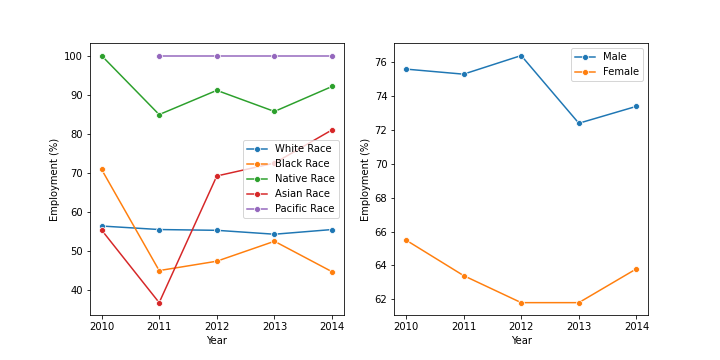 100
90
80
70
60
50
40
Employment (%)
2010 2011 2012 2013 2014
Year
White Race
Black Race
Native Race
Asian Race
Pacific Race
76
74
72
70
68
66
64
62
Employment (%)
2010 2011 2012 2013 2014
Year
Male
Female